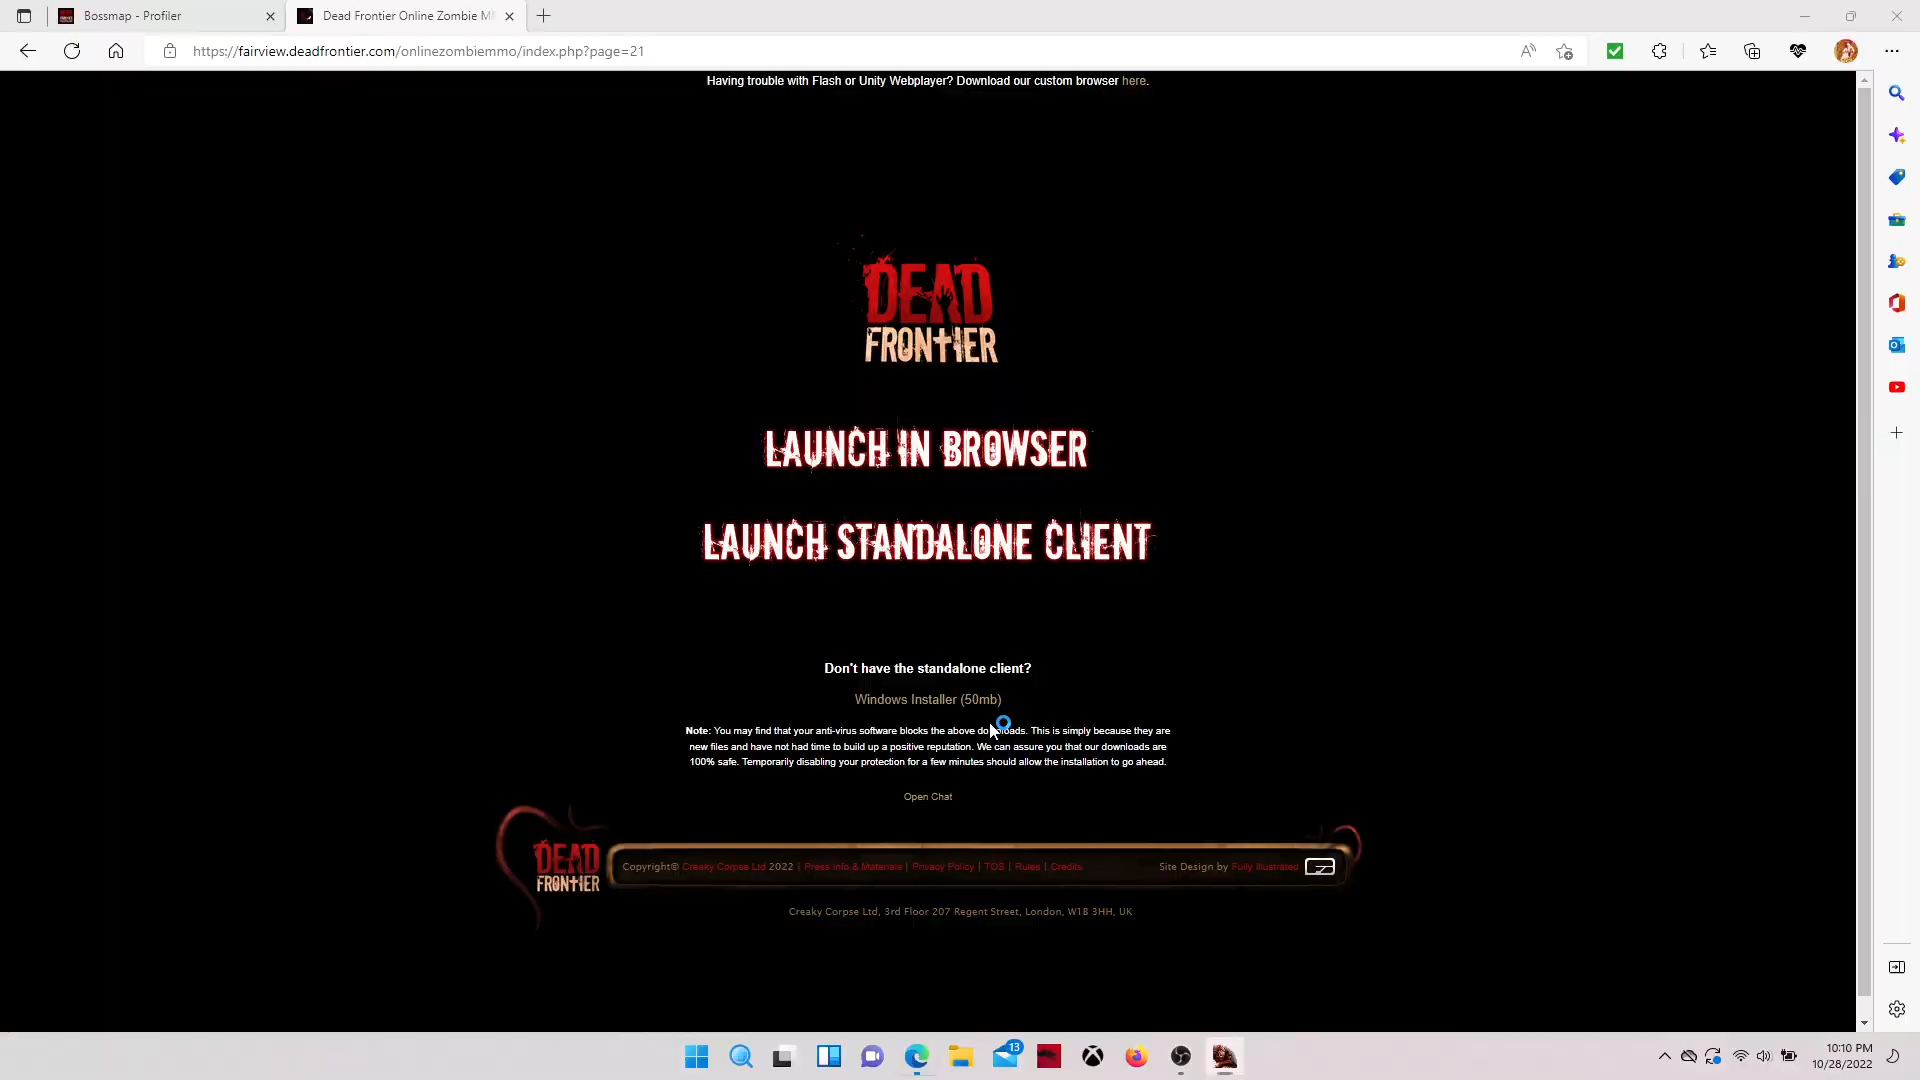 Bossmap - Profiler
Dead Frontier Online Zombie M
https://fairview.deadfrontier.com/onlinezombiemmo/index.php?page=21
Having trouble with Flash or Unity Webplayer? Download our custom browser here.
DEAD
FRONTIER
LAUNCH IN BROWSER
LAUNCH STANDALONE CLIENT
Don't have the standalone client?
Windows Installer (50mb)
Note: You may find that your anti-virus software blocks the above downloads. This is simply because they are
new files and have not had time to build up a positive reputation. We can assure you that our downloads are
100% safe. Temporarily disabling your protection for a few minutes should allow the installation to go ahead.
Open Chat
DEAD
FRONTIER
Copyright© Creaky Corpse Ltd 2022 | Press Info & Materials | Privacy Policy | TOS | Rules | Credits
Site Design by Fully Illustrated
Creaky Corpse Ltd, 3rd Floor 207 Regent Street, London, W1B 3HH, UK
13
10:10 PM
10/28/2022